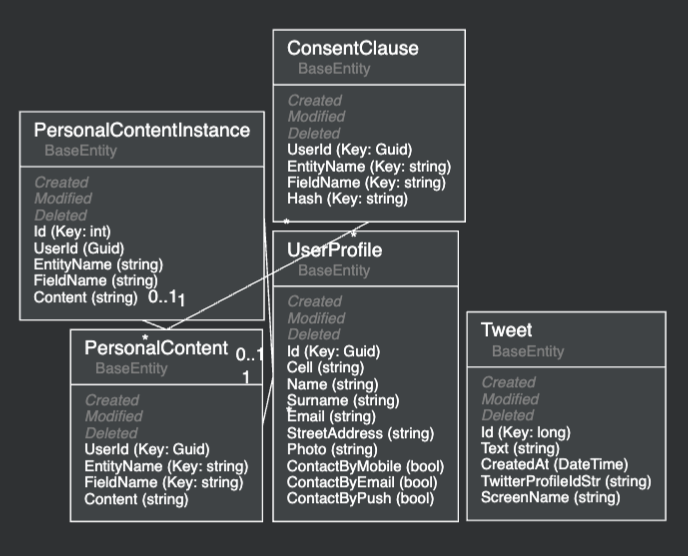 ConsentClause
BaseEntity
Created
Modified
Deleted
UserId (Key: Guid)
EntityName (Key: string)
FieldName (Key: string)
Hash (Key: string)
PersonalContentInstance
BaseEntity
Created
Modified
Deleted
Id (Key: int)
UserId (Guid)
EntityName (string)
FieldName (string)
Content (string) 0..1 1
*
*
UserProfile
BaseEntity
Created
Modified
Deleted
Id (Key: Guid)
Cell (string)
Name (string)
Surname (string)
*
Email (string)
StreetAddress (string)
Photo (string)
ContactByMobile (bool)
ContactByEmail (bool)
ContactByPush (bool)
*
PersonalContent 0..1
BaseEntity 1
Created
Modified
Deleted
UserId (Key: Guid)
EntityName (Key: string)
FieldName (Key: string)
Content (string)
Tweet
BaseEntity
Created
Modified
Deleted
Id (Key: long)
Text (string)
CreatedAt (DateTime)
TwitterProfileIdStr (string)
ScreenName (string)